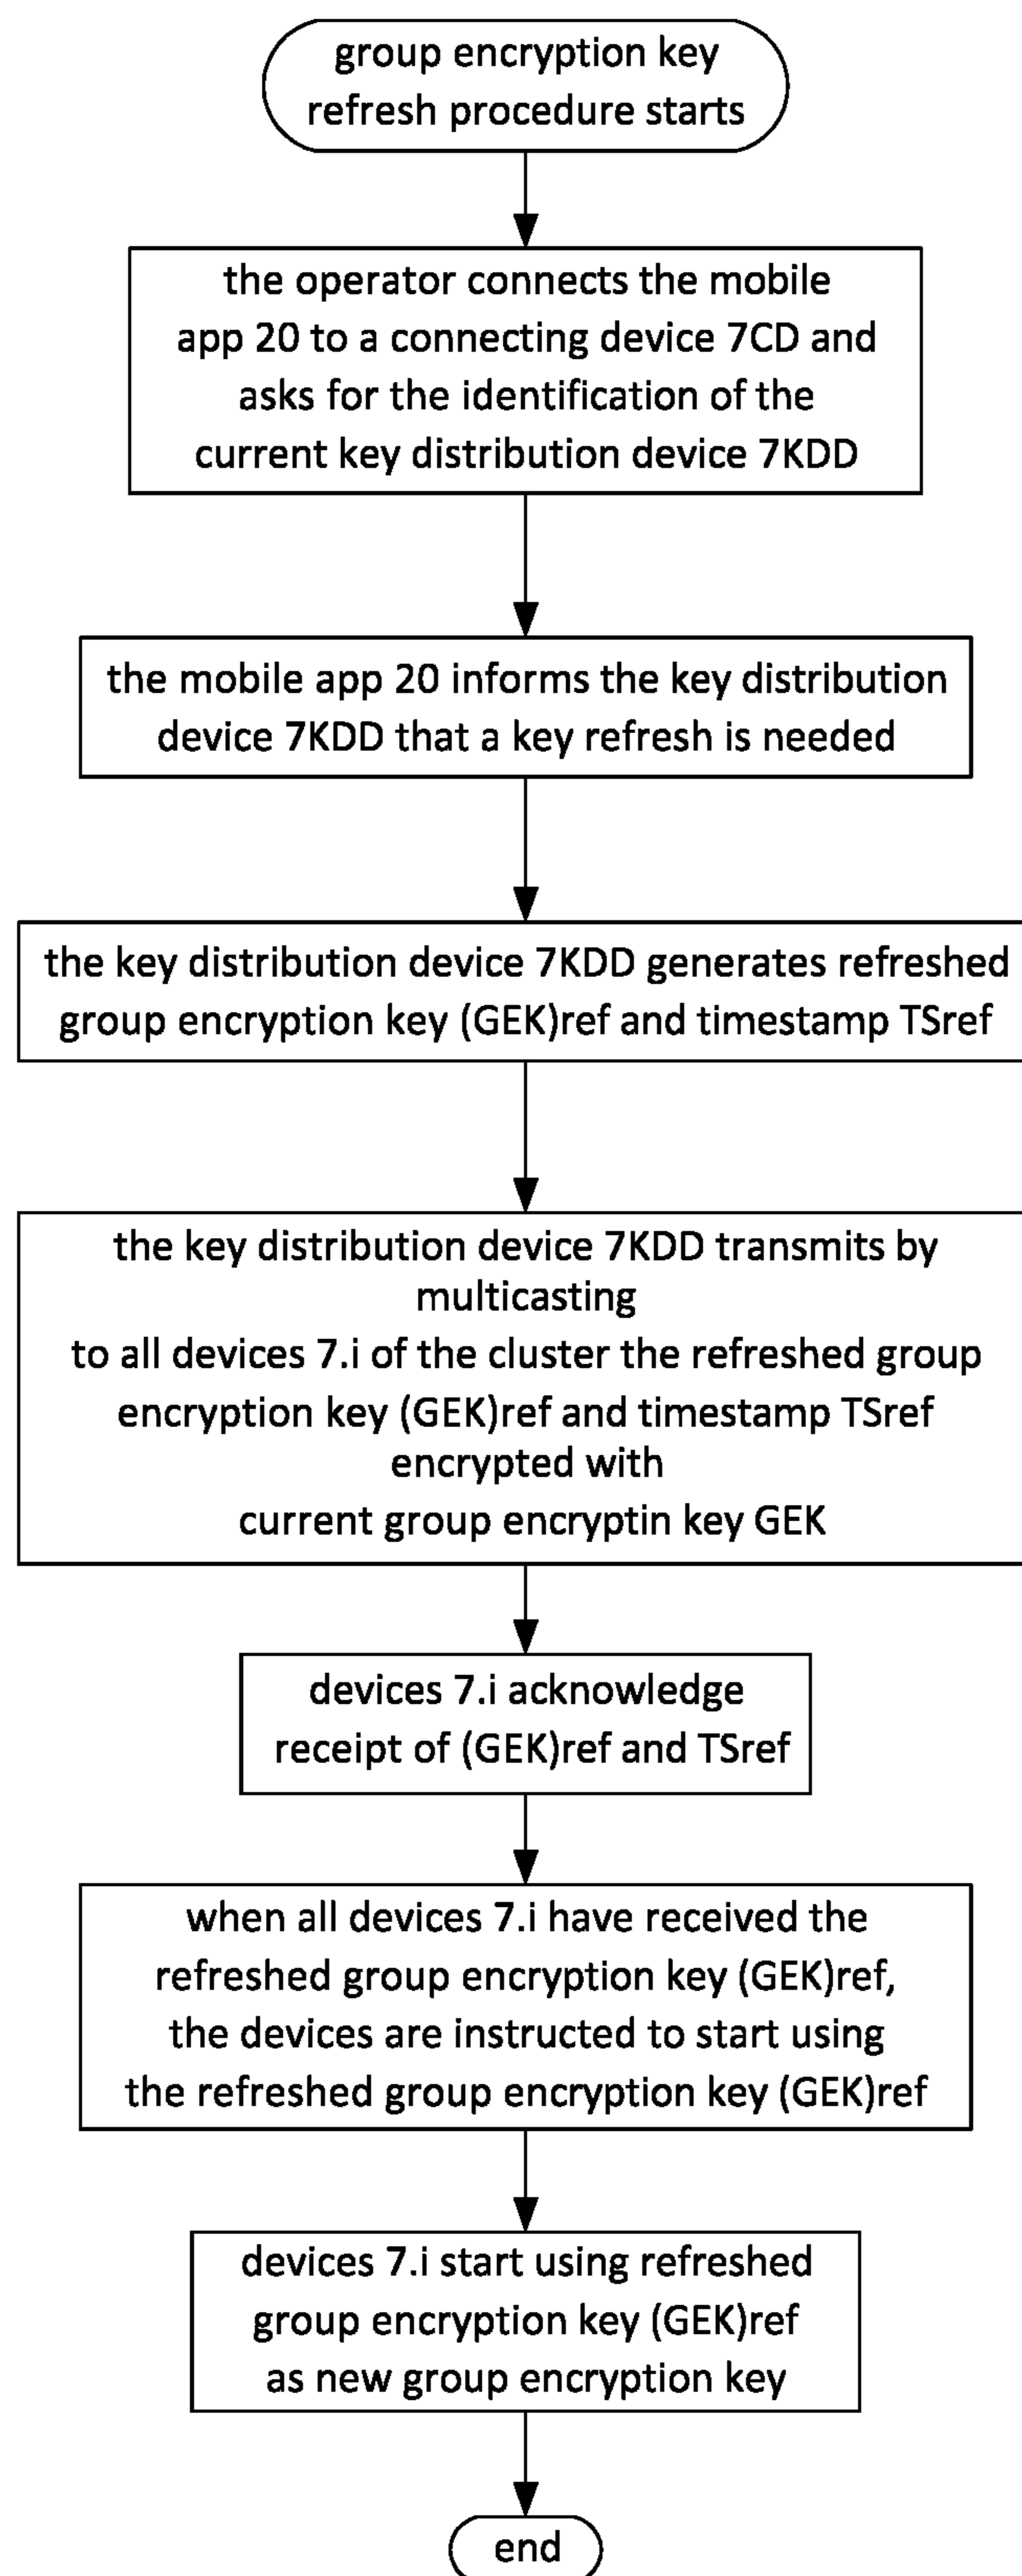 group encryption key
refresh procedure starts
the operator connects the mobile
app 20 to a connecting device 7CD and
asks for the identification of the
current key distribution device 7KDD
the mobile app 20 informs the key distribution
device 7KDD that a key refresh is needed
the key distribution device 7KDD generates refreshed
group encryption key (GEK)ref and timestamp TSref
the key distribution device 7KDD transmits by
multicasting
to all devices 7.i of the cluster the refreshed group
encryption key (GEK)ref and timestamp TSref
encrypted with
current group encryptin key GEK
devices 7.i acknowledge
receipt of (GEK)ref and TSref
when all devices 7.i have received the
refreshed group encryption key (GEK)ref,
the devices are instructed to start using
the refreshed group encryption key (GEK)ref
devices 7.i start using refreshed
group encryption key (GEK)ref
as new group encryption key
end